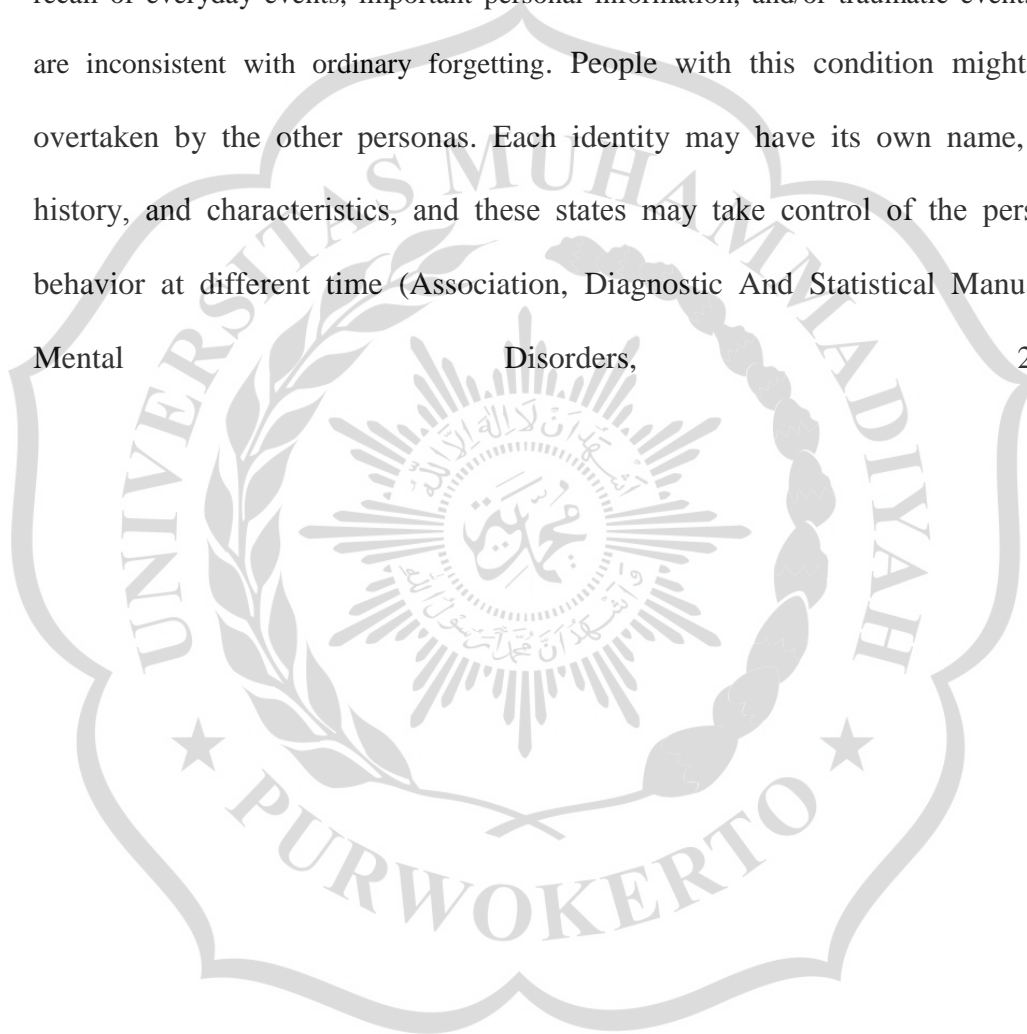 recall of everyday events, important personal information, and/or traumatic event
are inconsistent with ordinary forgetting. People with this condition might
overtaken by the other personas. Each identity may have its own name,
history, and characteristics, and these states may take control of the pers
behavior at different time (Association, Diagnostic And Statistical Manu
Mental Disorders, 2
UNIVERSITAS MUHAMMADIYAH
PURWOKERTO